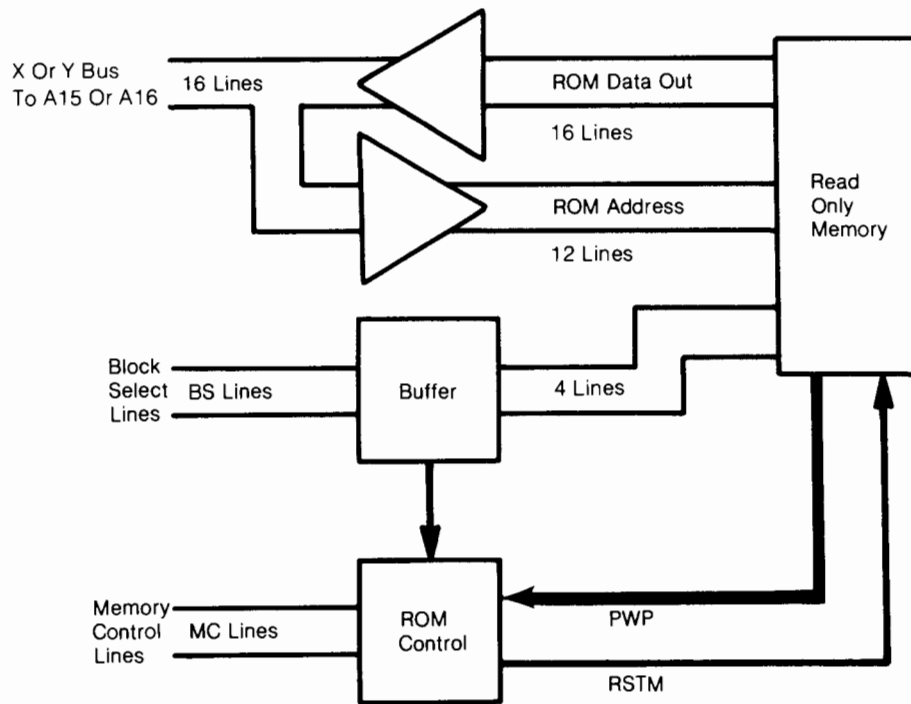 X Or Y Bus
To A15 Or A16
16 Lines
ROM Data Out
16 Lines
ROM Address
12 Lines
Read
Only
Memory
Block
Select
Lines
BS Lines
Buffer
4 Lines
Memory
Control
Lines
MC Lines
ROM
Control
PWP
RSTM